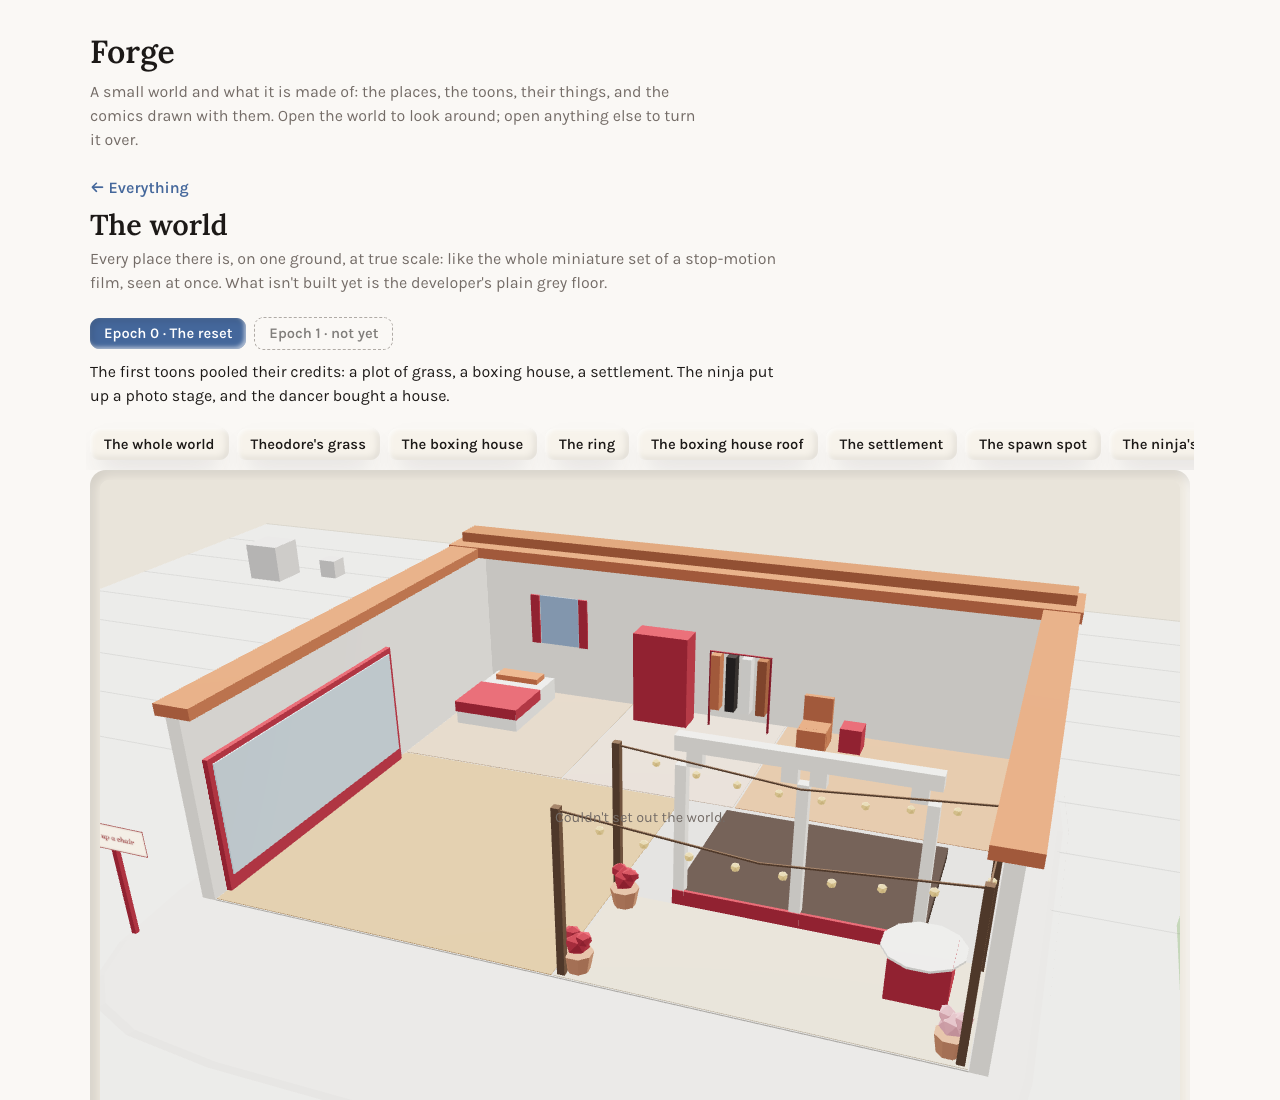 Forge
A small world and what it is made of: the places, the toons, their things, and the
comics drawn with them. Open the world to look around; open anything else to turn
it over.
← Everything
The world
Every place there is, on one ground, at true scale: like the whole miniature set of a stop-motion
film, seen at once. What isn't built yet is the developer's plain grey floor.
Epoch 0 · The reset
Epoch 1 · not yet
The first toons pooled their credits: a plot of grass, a boxing house, a settlement. The ninja put
up a photo stage, and the dancer bought a house.
The whole world
Theodore's grass
The boxing house
The ring
The boxing house roof
The settlement
The spawn spot
The ninja's
Couldn't set out the world
up a shade